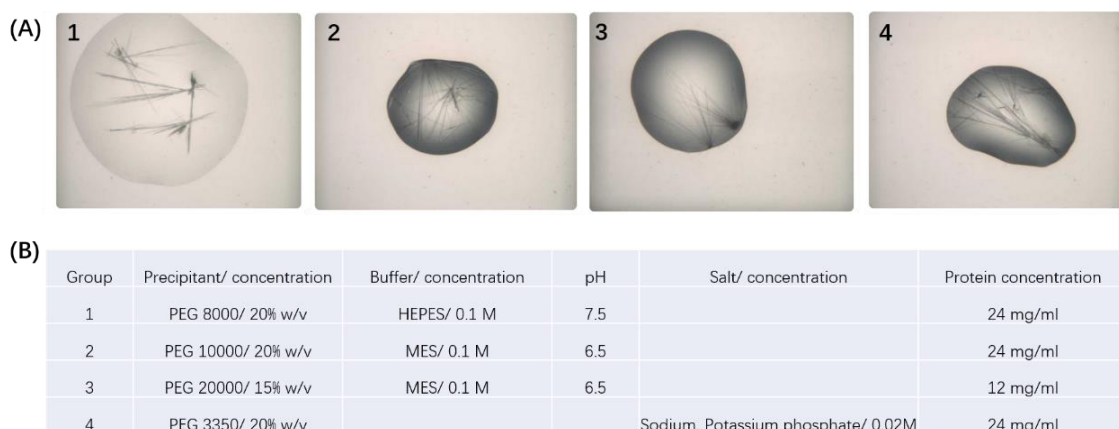 (A)
1
2
3
4
(B)
Group Precipitant/ concentration Buffer/ concentration pH Salt/ concentration Protein concentration
1 PEG 8000/ 20% w/v HEPES/ 0.1 M 7.5 24 mg/ml
2 PEG 10000/ 20% w/v MES/ 0.1 M 6.5 24 mg/ml
3 PEG 20000/ 15% w/v MES/ 0.1 M 6.5 12 mg/ml
4 PEG 3350/ 20% w/v Sodium Potassium phosphate/ 0.02M 24 mg/ml